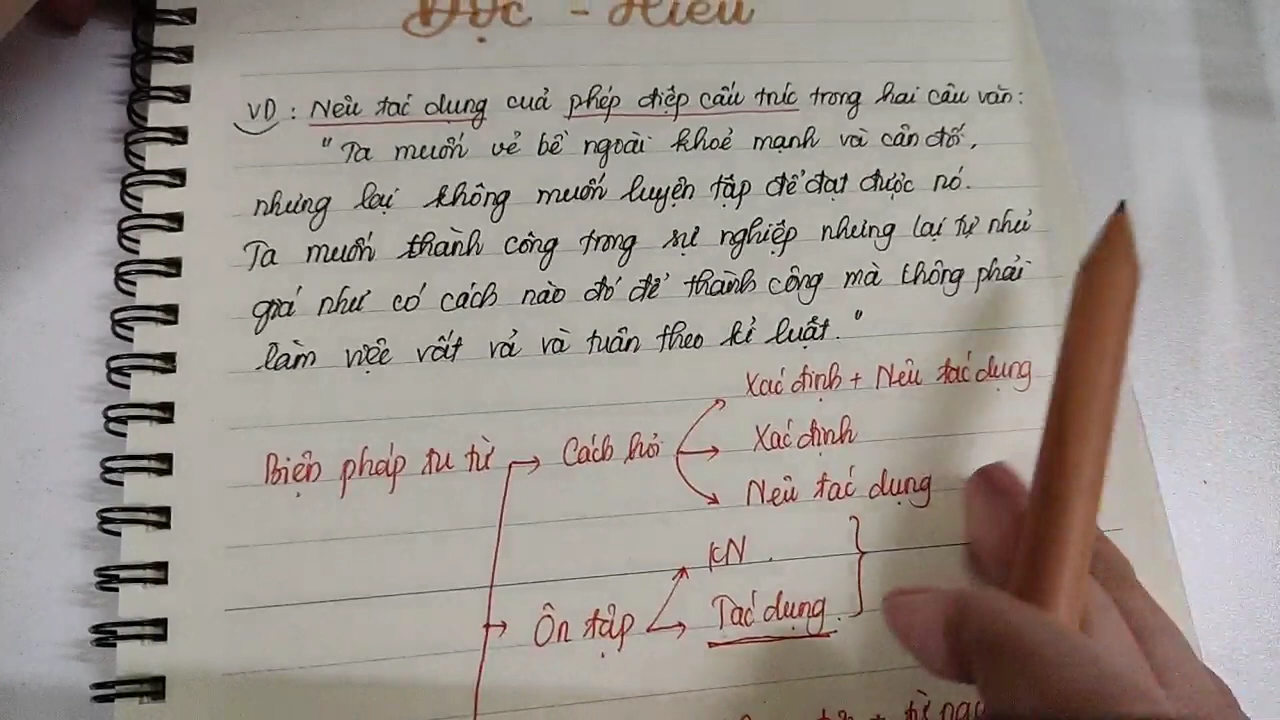 Đọc - Hiểu
VD : Nêu tác dụng của phép điệp cấu trúc trong hai câu văn :
"Ta muốn vẻ bề ngoài khoẻ mạnh và cân đối,
nhưng lại không muốn luyện tập để đạt được nó.
Ta muốn thành công trong sự nghiệp nhưng lại tự nhủ
giá như có cách nào đó để thành công mà không phải
làm việc vất vả và tuân theo kỉ luật."
Xác định + Nêu tác dụng
Biện pháp tu từ → Cách hỏi → Xác định
Nêu tác dụng
KN
Ôn tập → Tác dụng
+ từ